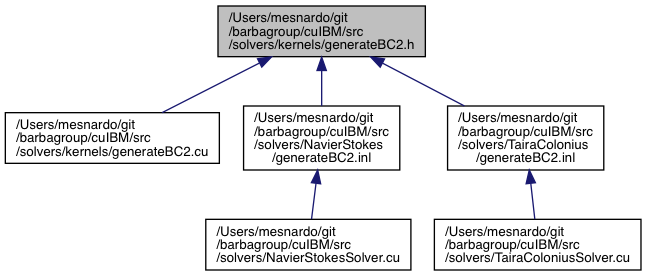 /Users/mesnardo/git
/barbagroup/cuIBM/src
/solvers/kernels/generateBC2.h
/Users/mesnardo/git
/barbagroup/cuIBM/src
/solvers/kernels/generateBC2.cu
/Users/mesnardo/git
/barbagroup/cuIBM/src
/solvers/NavierStokes
/generateBC2.inl
/Users/mesnardo/git
/barbagroup/cuIBM/src
/solvers/TairaColonius
/generateBC2.inl
/Users/mesnardo/git
/barbagroup/cuIBM/src
/solvers/NavierStokesSolver.cu
/Users/mesnardo/git
/barbagroup/cuIBM/src
/solvers/TairaColoniusSolver.cu